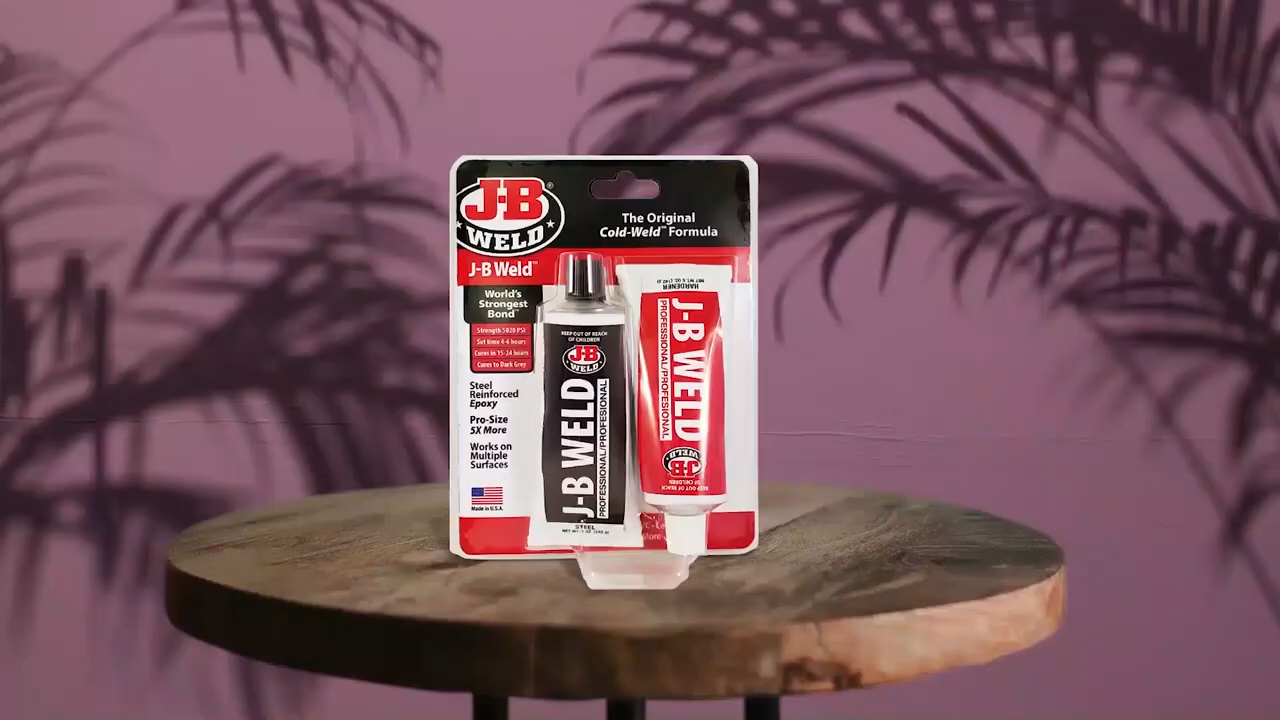 J-B
WELD
®
The Original
Cold-Weld™ Formula
J-B Weld™
World's
Strongest
Bond™
Strength 5020 PSI
Set time 4-6 hours
Cures in 15-24 hours
Cures to Dark Grey
Steel
Reinforced
Epoxy
Pro-Size
5X More
Works on
Multiple
Surfaces
Made in U.S.A.
KEEP OUT OF REACH
OF CHILDREN
J-B
WELD
J-B WELD
PROFESSIONAL/PROFESIONAL
STEEL
HARDENER
J-B WELD
PROFESSIONAL/PROFESIONAL
J-B
WELD
KEEP OUT OF REACH
OF CHILDREN